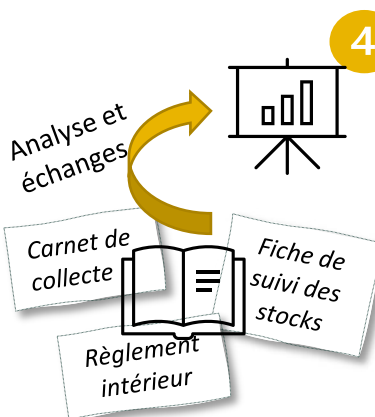 4
Analyse et
échanges
Carnet de
collecte
Fiche de
suivi des
stocks
Règlement
intérieur